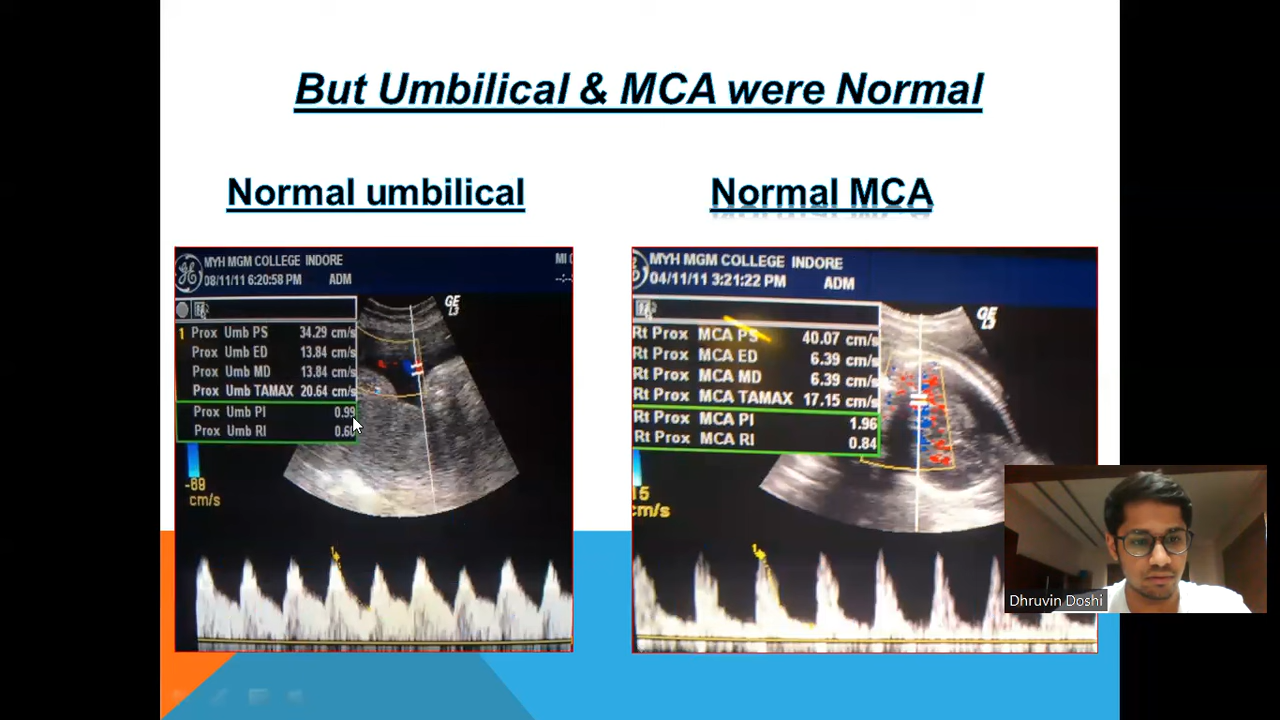 But Umbilical & MCA were Normal
Normal umbilical
Normal MCA
MYH MGM COLLEGE INDORE
08/11/11 6:20:58 PM ADM
GE
L3
1 Prox Umb PS 34.29 cm/s
Prox Umb ED 13.84 cm/s
Prox Umb MD 13.84 cm/s
Prox Umb TAMAX 20.64 cm/s
Prox Umb PI 0.99
Prox Umb RI
cm/s
1
MYH MGM COLLEGE INDORE
04/11/11 3:21:22 PM ADM
GE
L3
Rt Prox MCA PS 40.07 cm/s
Rt Prox MCA ED 6.39 cm/s
Rt Prox MCA MD 6.39 cm/s
Rt Prox MCA TAMAX 17.15 cm/s
Rt Prox MCA PI 1.96
Rt Prox MCA RI 0.84
15
cm/s
1
Dhruvin Doshi